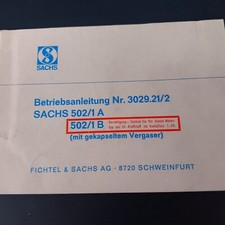 SACHS
Betriebsanleitung Nr. 3029.21/2
SACHS 502/1 A
502/1 B
(mit gekapseltem Vergaser)
FICHTEL & SACHS AG · 8720 SCHWEINFURT